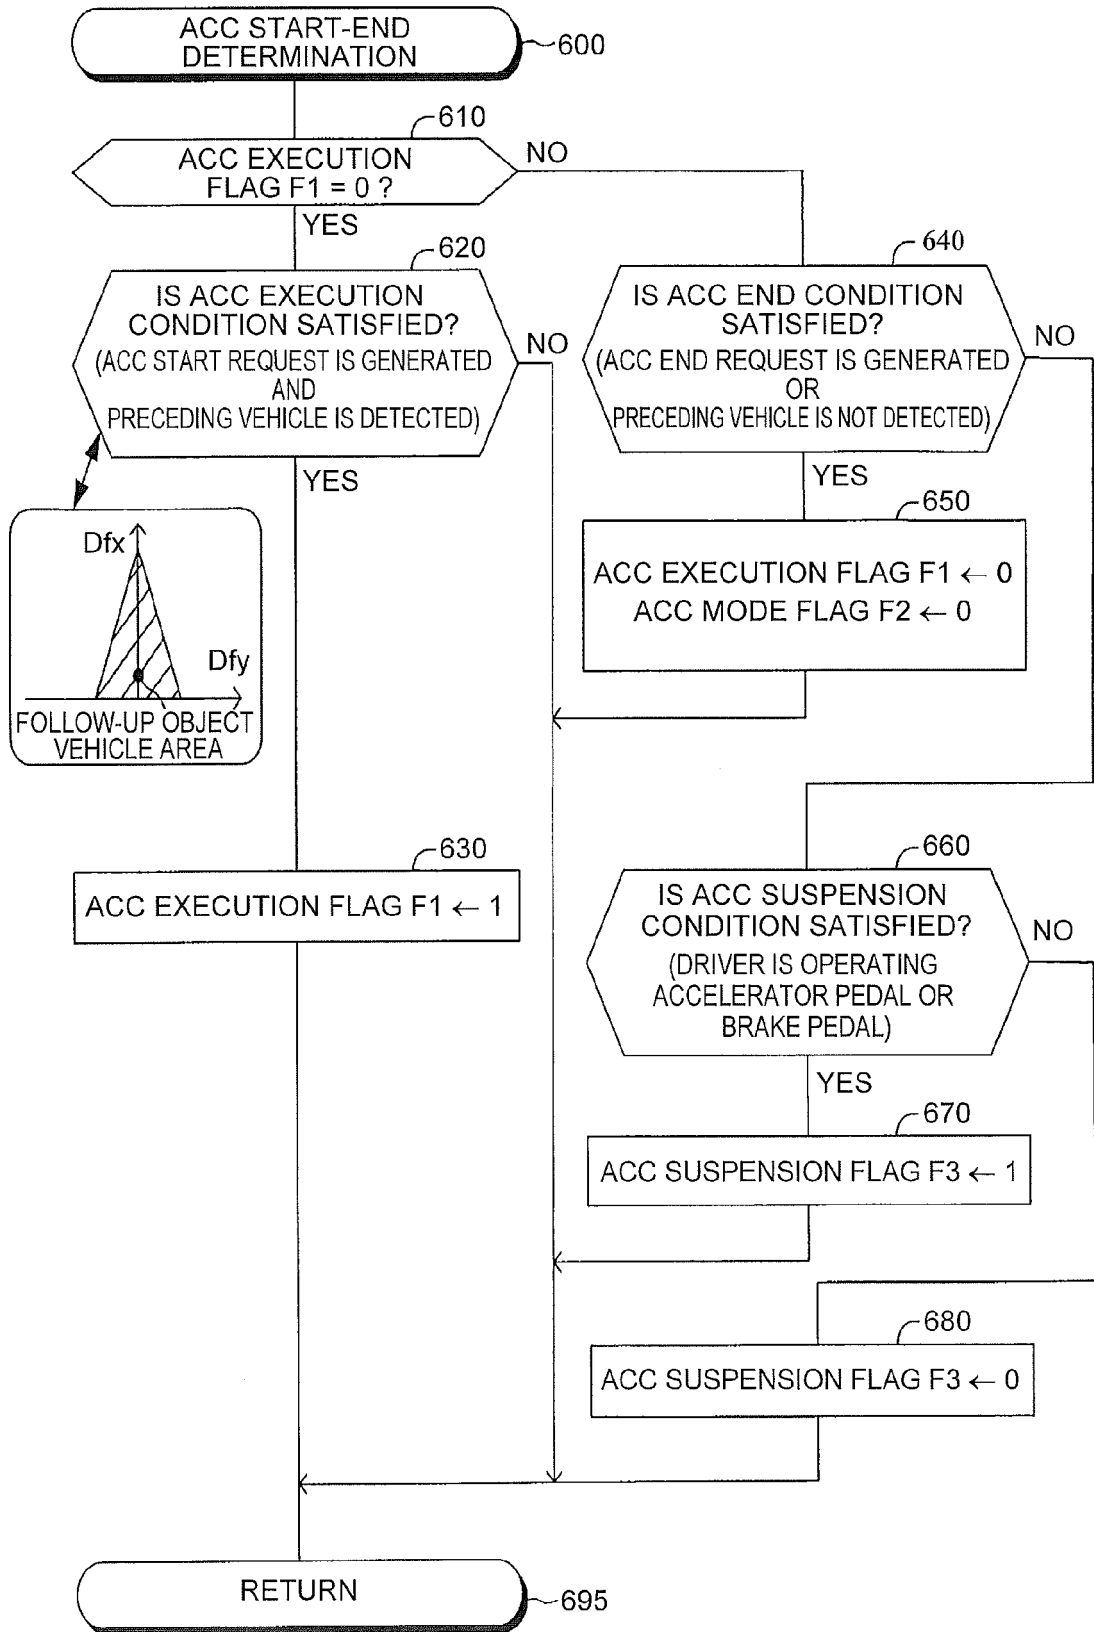 ACC START-END
DETERMINATION
600
610
ACC EXECUTION
FLAG F1 = 0 ?
NO
YES
620
IS ACC EXECUTION
CONDITION SATISFIED?
(ACC START REQUEST IS GENERATED
AND
PRECEDING VEHICLE IS DETECTED)
NO
YES
640
IS ACC END CONDITION
SATISFIED?
(ACC END REQUEST IS GENERATED
OR
PRECEDING VEHICLE IS NOT DETECTED)
NO
YES
650
ACC EXECUTION FLAG F1 ← 0
ACC MODE FLAG F2 ← 0
Dfx
Dfy
FOLLOW-UP OBJECT
VEHICLE AREA
630
ACC EXECUTION FLAG F1 ← 1
660
IS ACC SUSPENSION
CONDITION SATISFIED?
(DRIVER IS OPERATING
ACCELERATOR PEDAL OR
BRAKE PEDAL)
NO
YES
670
ACC SUSPENSION FLAG F3 ← 1
680
ACC SUSPENSION FLAG F3 ← 0
RETURN
695